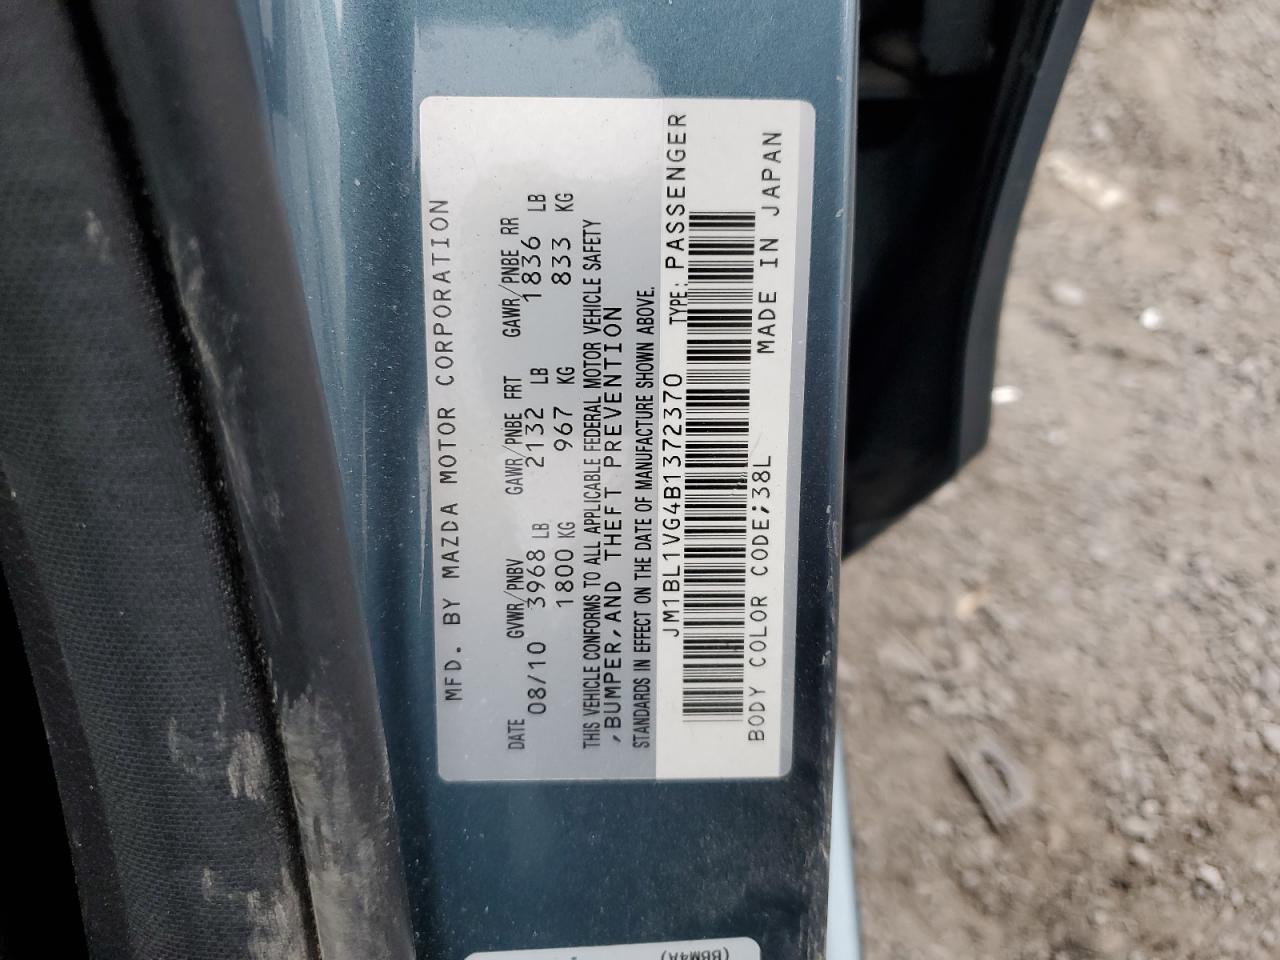 MFD. BY MAZDA MOTOR CORPORATION
DATE GVWR/PNBV GAWR/PNBE FRT GAWR/PNBE RR
08/10 3968 LB 2132 LB 1836 LB
1800 KG 967 KG 833 KG
THIS VEHICLE CONFORMS TO ALL APPLICABLE FEDERAL MOTOR VEHICLE SAFETY
,BUMPER,AND THEFT PREVENTION
STANDARDS IN EFFECT ON THE DATE OF MANUFACTURE SHOWN ABOVE.
JM1BL1VG4B1372370 TYPE: PASSENGER
BODY COLOR CODE;38L MADE IN JAPAN
(BBM4A)